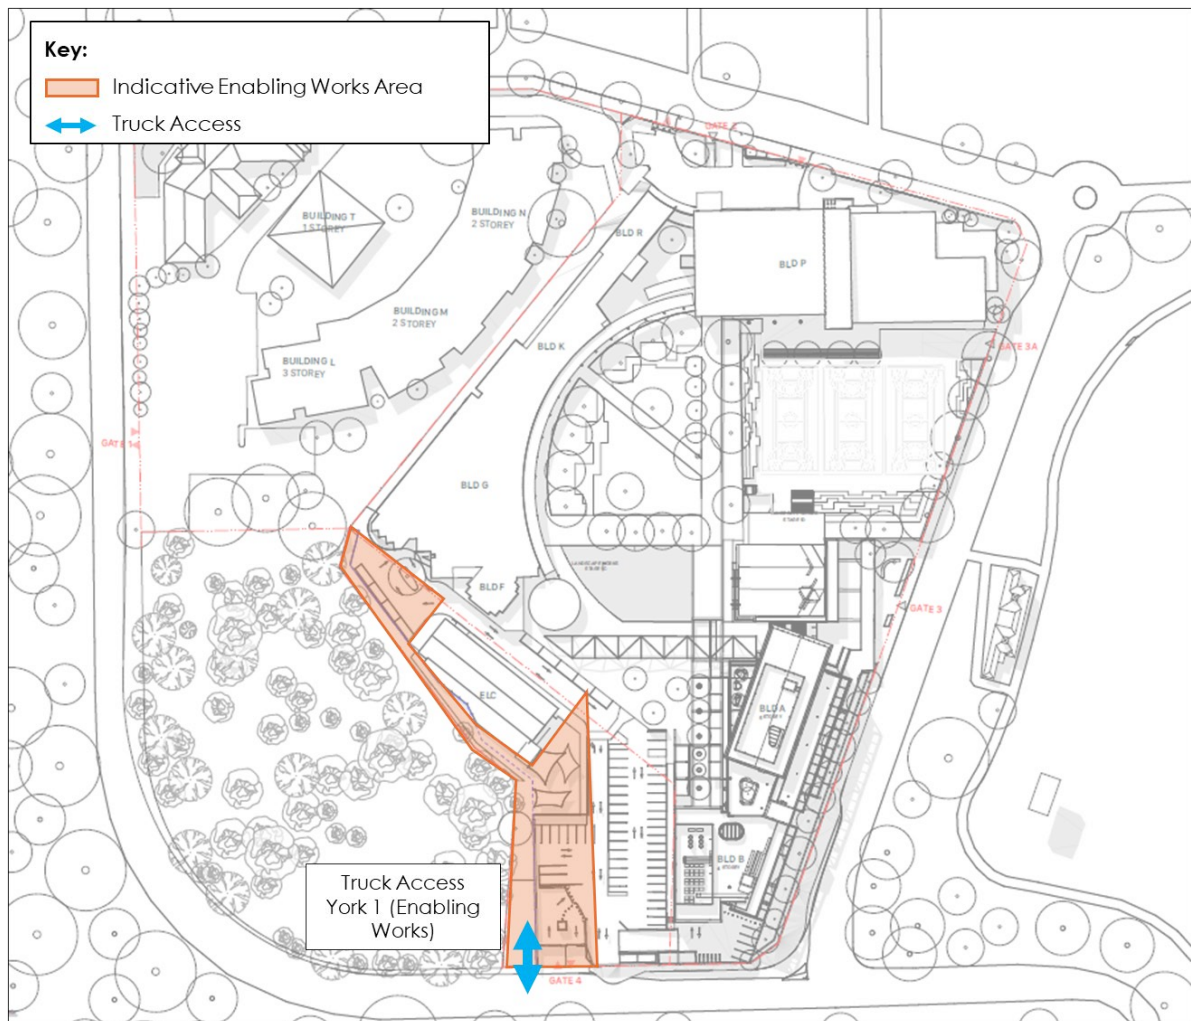 Key:
Indicative Enabling Works Area
Truck Access
BUILDING T
1 STOREY
BUILDING N
2 STOREY
BLD R
BLD P
BUILDING M
2 STOREY
BLD K
BUILDING L
3 STOREY
GATE 3A
GATE 1
BLD G
BLD F
GATE 3
ELC
BLD A
BLD B
Truck Access
York 1 (Enabling
Works)
GATE 4